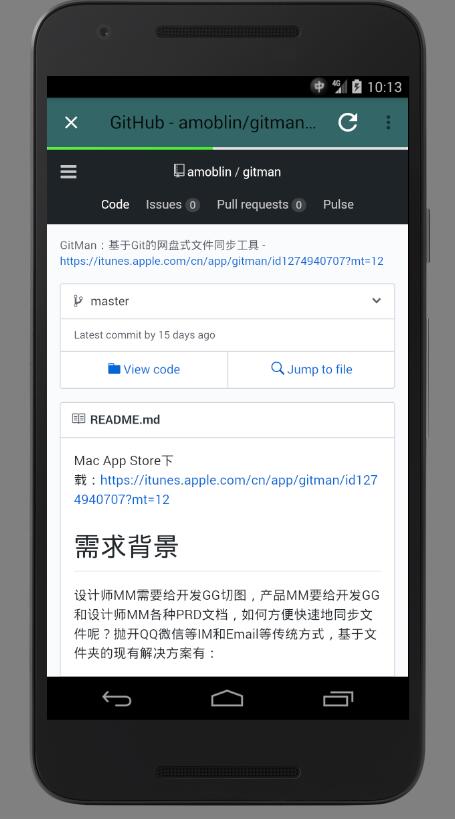 中 4G 10:13
GitHub - amoblin/gitman...
amoblin / gitman
Code Issues 0 Pull requests 0 Pulse
GitMan：基于Git的网盘式文件同步工具 -
https://itunes.apple.com/cn/app/gitman/id1274940707?mt=12
master
Latest commit by 15 days ago
View code Jump to file
README.md
Mac App Store下
载：https://itunes.apple.com/cn/app/gitman/id127
4940707?mt=12
需求背景
设计师MM需要给开发GG切图，产品MM要给开发GG
和设计师MM各种PRD文档，如何方便快速地同步文
件呢？抛开QQ微信等IM和Email等传统方式，基于文
件夹的现有解决方案有：